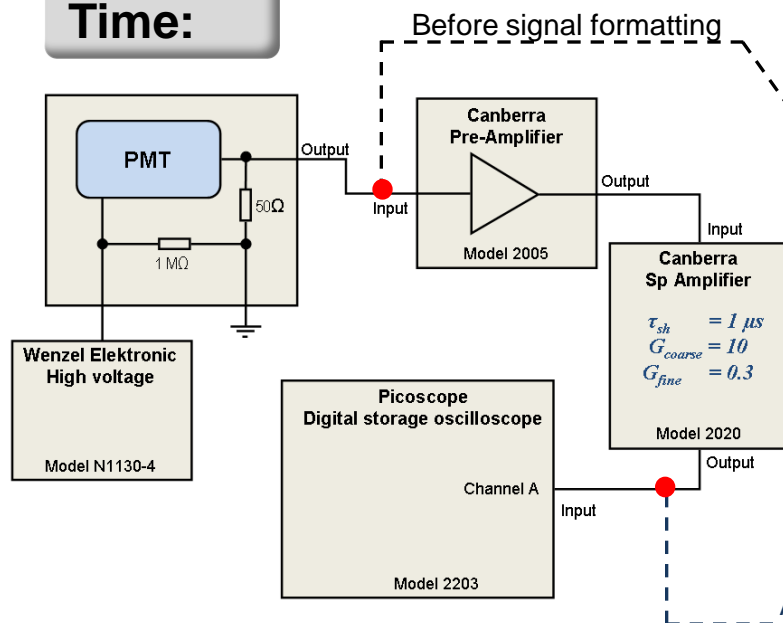 Time:
Before signal formatting
PMT
Output
50Ω
1 MΩ
Input
Canberra
Pre-Amplifier
Model 2005
Output
Input
Canberra
Sp Amplifier
τsh = 1 µs
Gcoarse = 10
Gfine = 0.3
Model 2020
Output
Wenzel Elektronic
High voltage
Model N1130-4
Picoscope
Digital storage oscilloscope
Channel A
Input
Model 2203